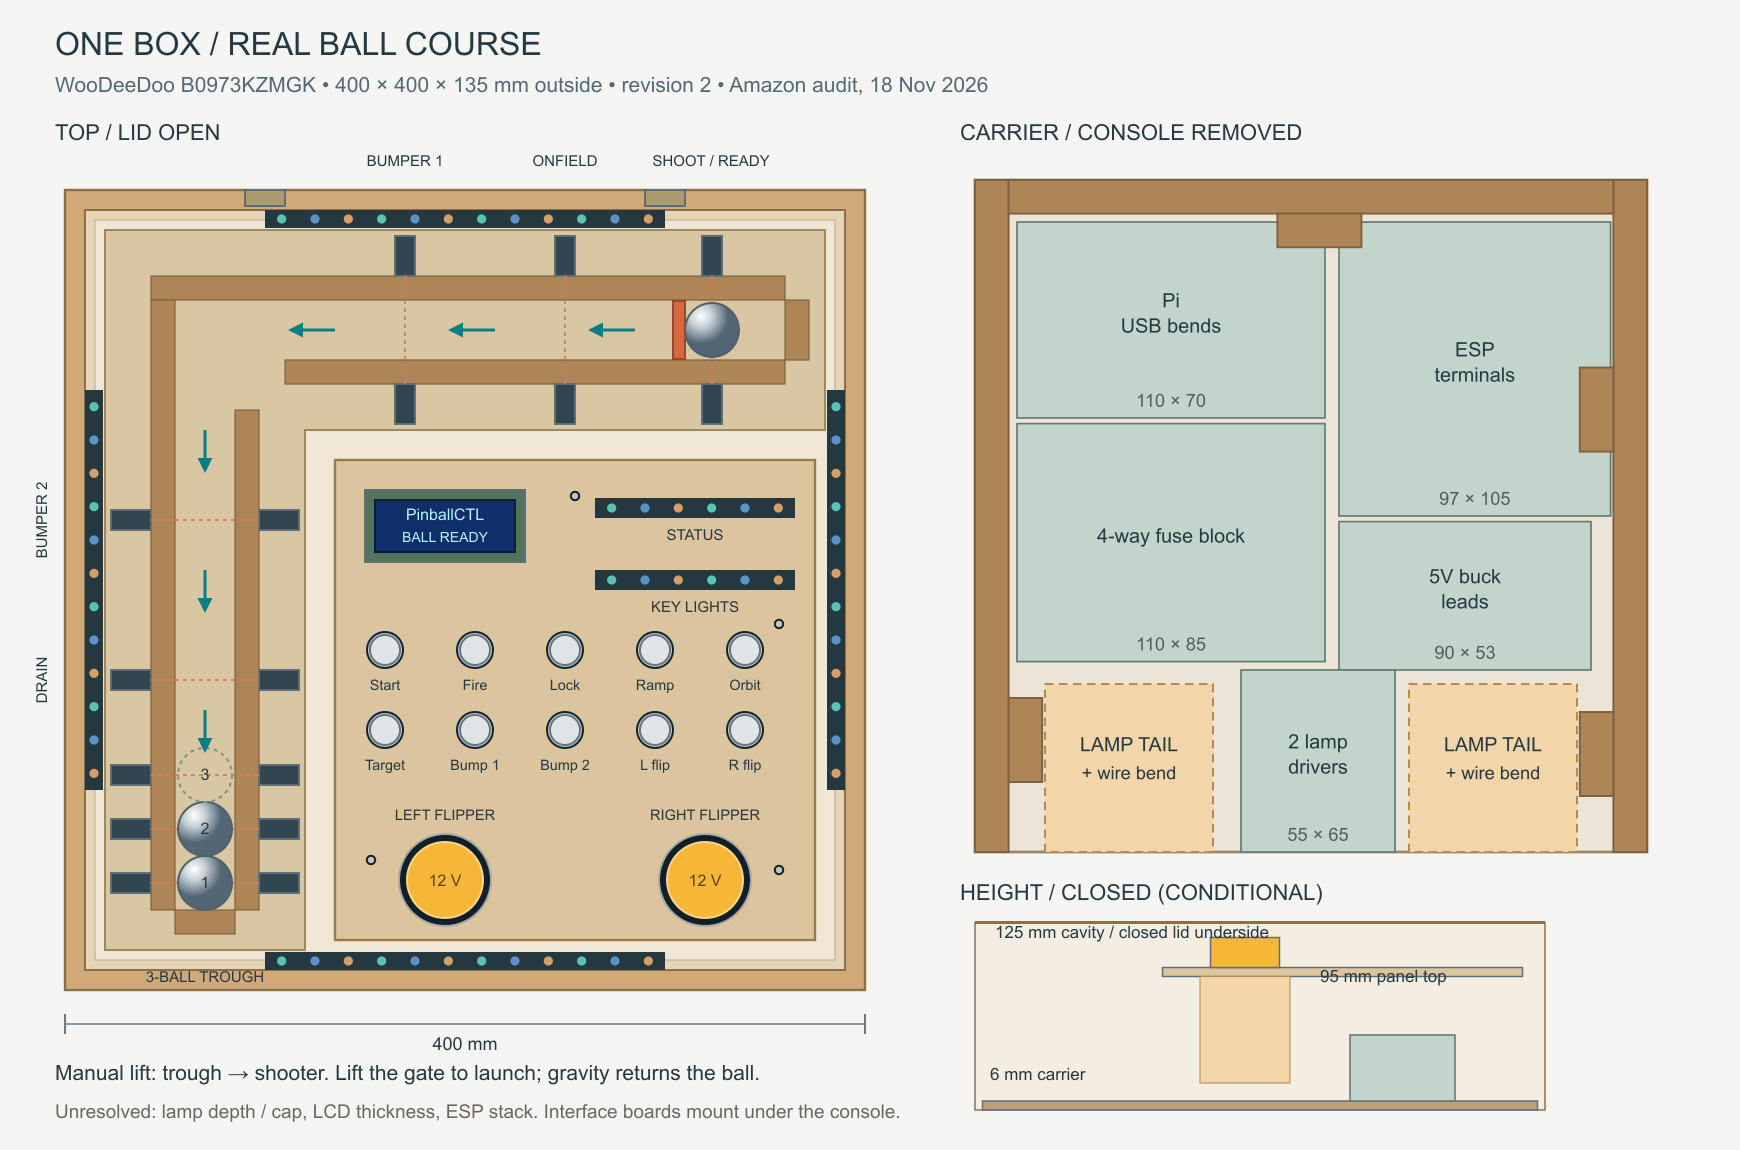 ONE BOX / REAL BALL COURSE
WooDeeDoo B0973KZMGK • 400 × 400 × 135 mm outside • revision 2 • Amazon audit, 18 Nov 2026
TOP / LID OPEN
BUMPER 1
ONFIELD
SHOOT / READY
BUMPER 2
DRAIN
PinballCTL
BALL READY
STATUS
KEY LIGHTS
Start
Fire
Lock
Ramp
Orbit
Target
Bump 1
Bump 2
L flip
R flip
LEFT FLIPPER
RIGHT FLIPPER
12 V
12 V
3
2
1
3-BALL TROUGH
400 mm
Manual lift: trough → shooter. Lift the gate to launch; gravity returns the ball.
Unresolved: lamp depth / cap, LCD thickness, ESP stack. Interface boards mount under the console.
CARRIER / CONSOLE REMOVED
Pi
USB bends
110 × 70
ESP
terminals
97 × 105
4-way fuse block
110 × 85
5V buck
leads
90 × 53
LAMP TAIL
+ wire bend
2 lamp
drivers
55 × 65
LAMP TAIL
+ wire bend
HEIGHT / CLOSED (CONDITIONAL)
125 mm cavity / closed lid underside
95 mm panel top
6 mm carrier